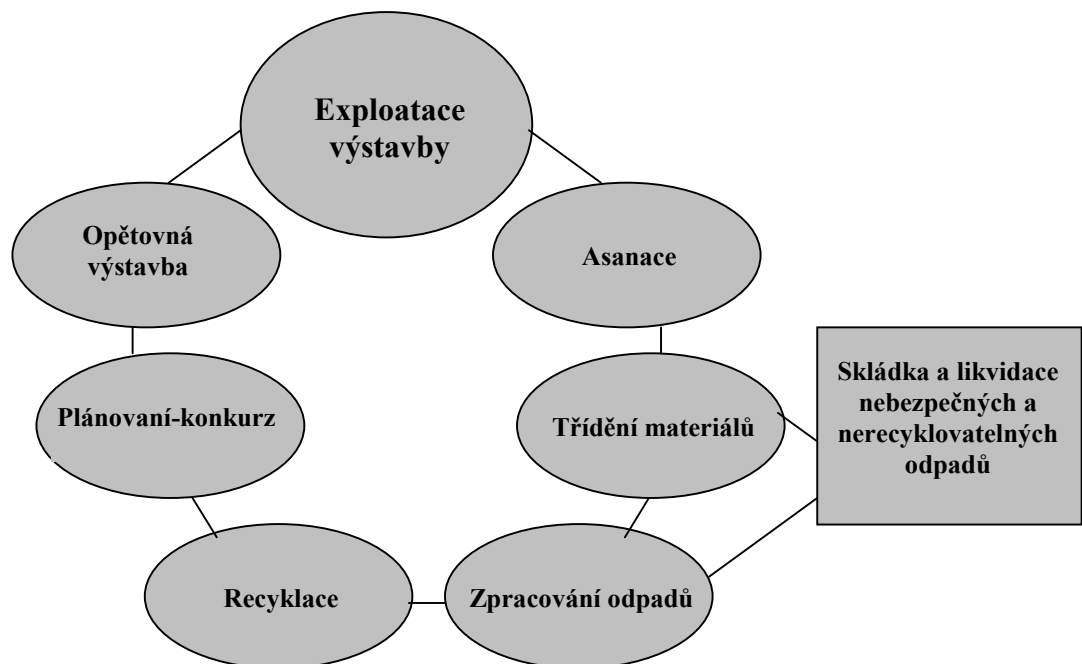 Exploatace
výstavby
Opětovná
výstavba
Asanace
Plánovaní-konkurz
Třídění materiálů
Skládka a likvidace
nebezpečných a
nerecyklovatelných
odpadů
Recyklace
Zpracování odpadů